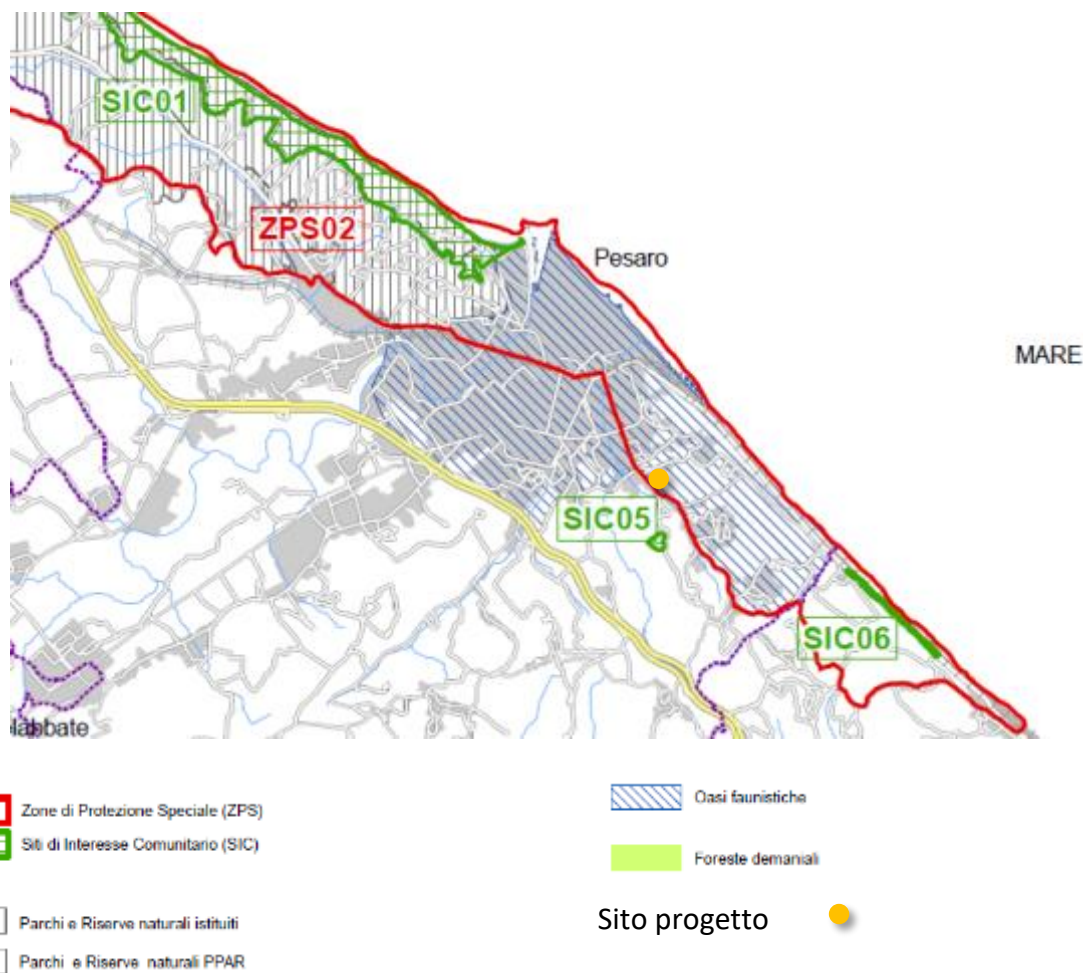 SIC01
ZPS02
Pesaro
MARE
SIC05
SIC06
Zone di Protezione Speciale (ZPS)
Siti di Interesse Comunitario (SIC)
Parchi e Riserve naturali istituiti
Parchi e Riserve naturali PPAR
Oasi faunistiche
Foreste demaniali
Sito progetto